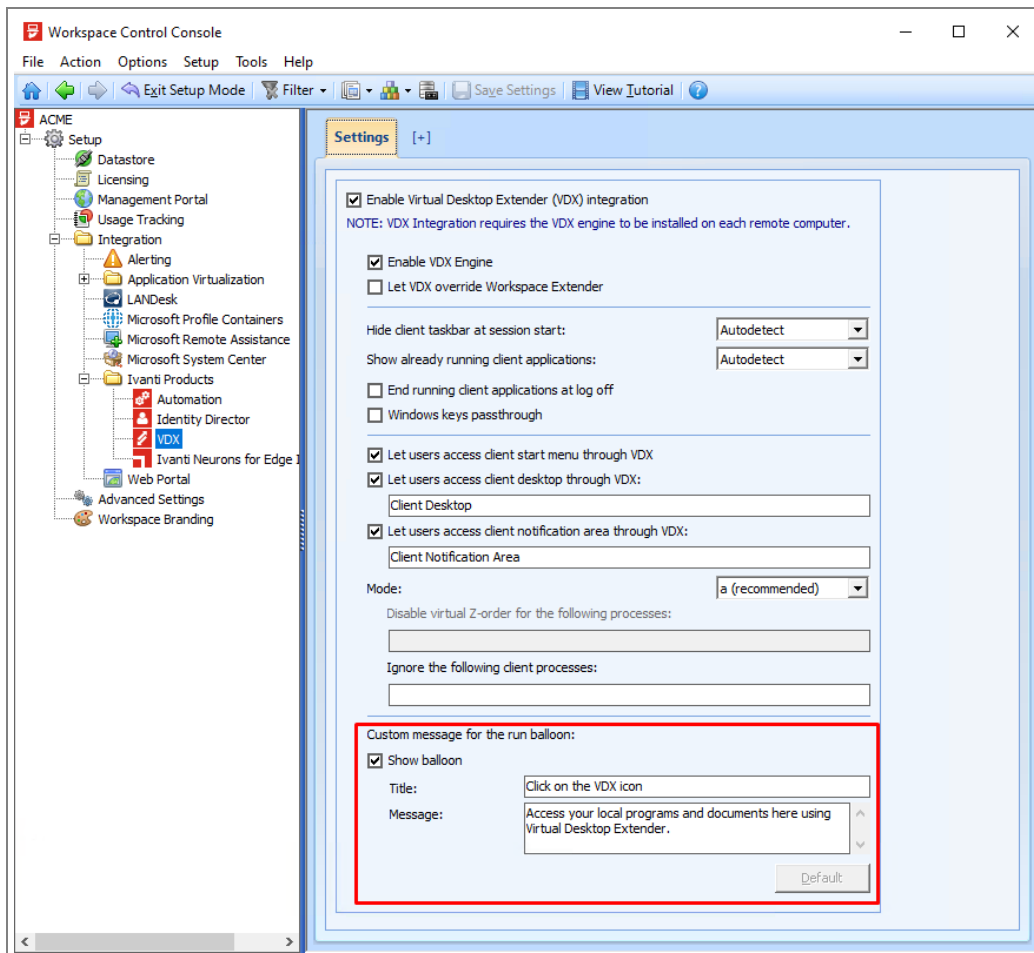 Workspace Control Console
File Action Options Setup Tools Help
Exit Setup Mode Filter Save Settings View Tutorial
ACME
Setup
Datastore
Licensing
Management Portal
Usage Tracking
Integration
Alerting
Application Virtualization
LANDesk
Microsoft Profile Containers
Microsoft Remote Assistance
Microsoft System Center
Ivanti Products
Automation
Identity Director
VDX
Ivanti Neurons for Edge I
Web Portal
Advanced Settings
Workspace Branding
Settings [+]
Enable Virtual Desktop Extender (VDX) integration
NOTE: VDX Integration requires the VDX engine to be installed on each remote computer.
Enable VDX Engine
Let VDX override Workspace Extender
Hide client taskbar at session start: Autodetect
Show already running client applications: Autodetect
End running client applications at log off
Windows keys passthrough
Let users access client start menu through VDX
Let users access client desktop through VDX:
Client Desktop
Let users access client notification area through VDX:
Client Notification Area
Mode: a (recommended)
Disable virtual Z-order for the following processes:
Ignore the following client processes:
Custom message for the run balloon:
Show balloon
Title: Click on the VDX icon
Message: Access your local programs and documents here using
Virtual Desktop Extender.
Default